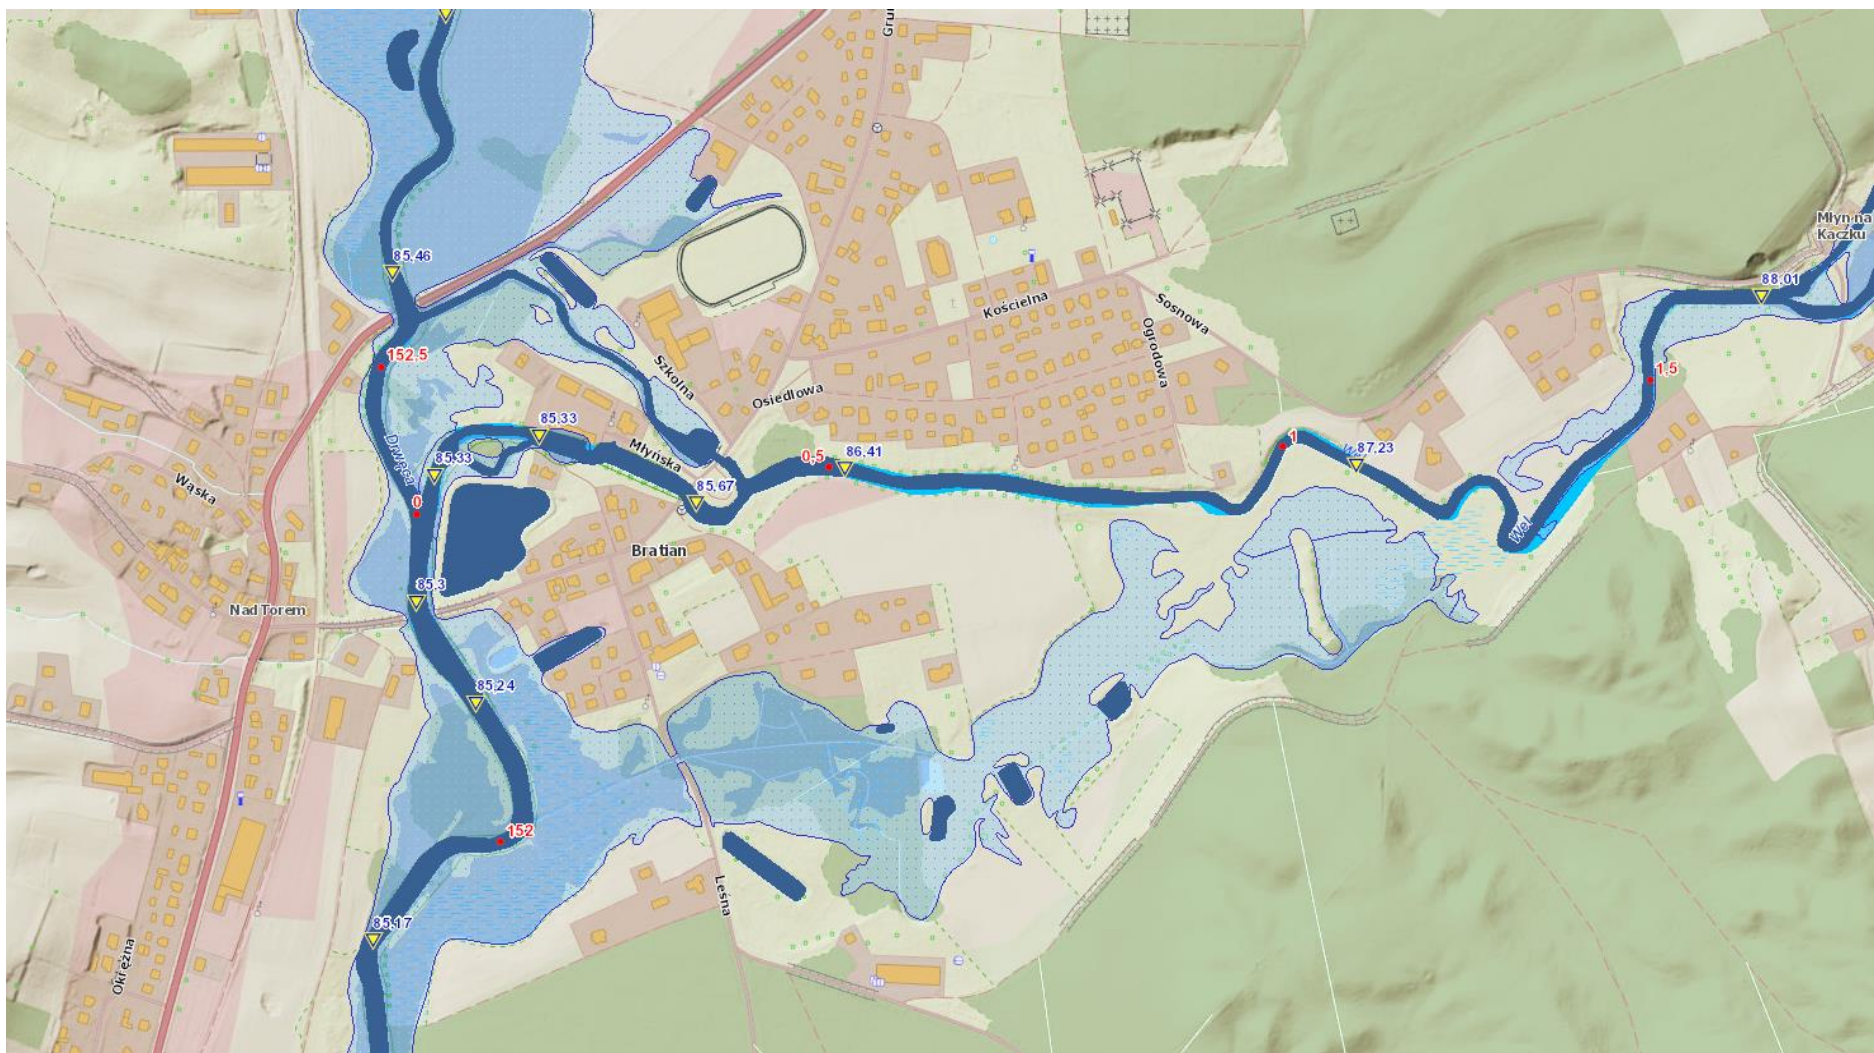 Młyn na
Kaczku
85,46
88,01
Kościelna
Sosnowa
Ogrodowa
152,5
Szkolna
1,5
Osiedlowa
Drwęca
85,33
Młyńska
0,5
86,41
1
87,23
85,33
Wąska
85,67
0
Wel
Bratian
85,3
Nad Torem
85,24
152
Leśna
85,17
Okrężna